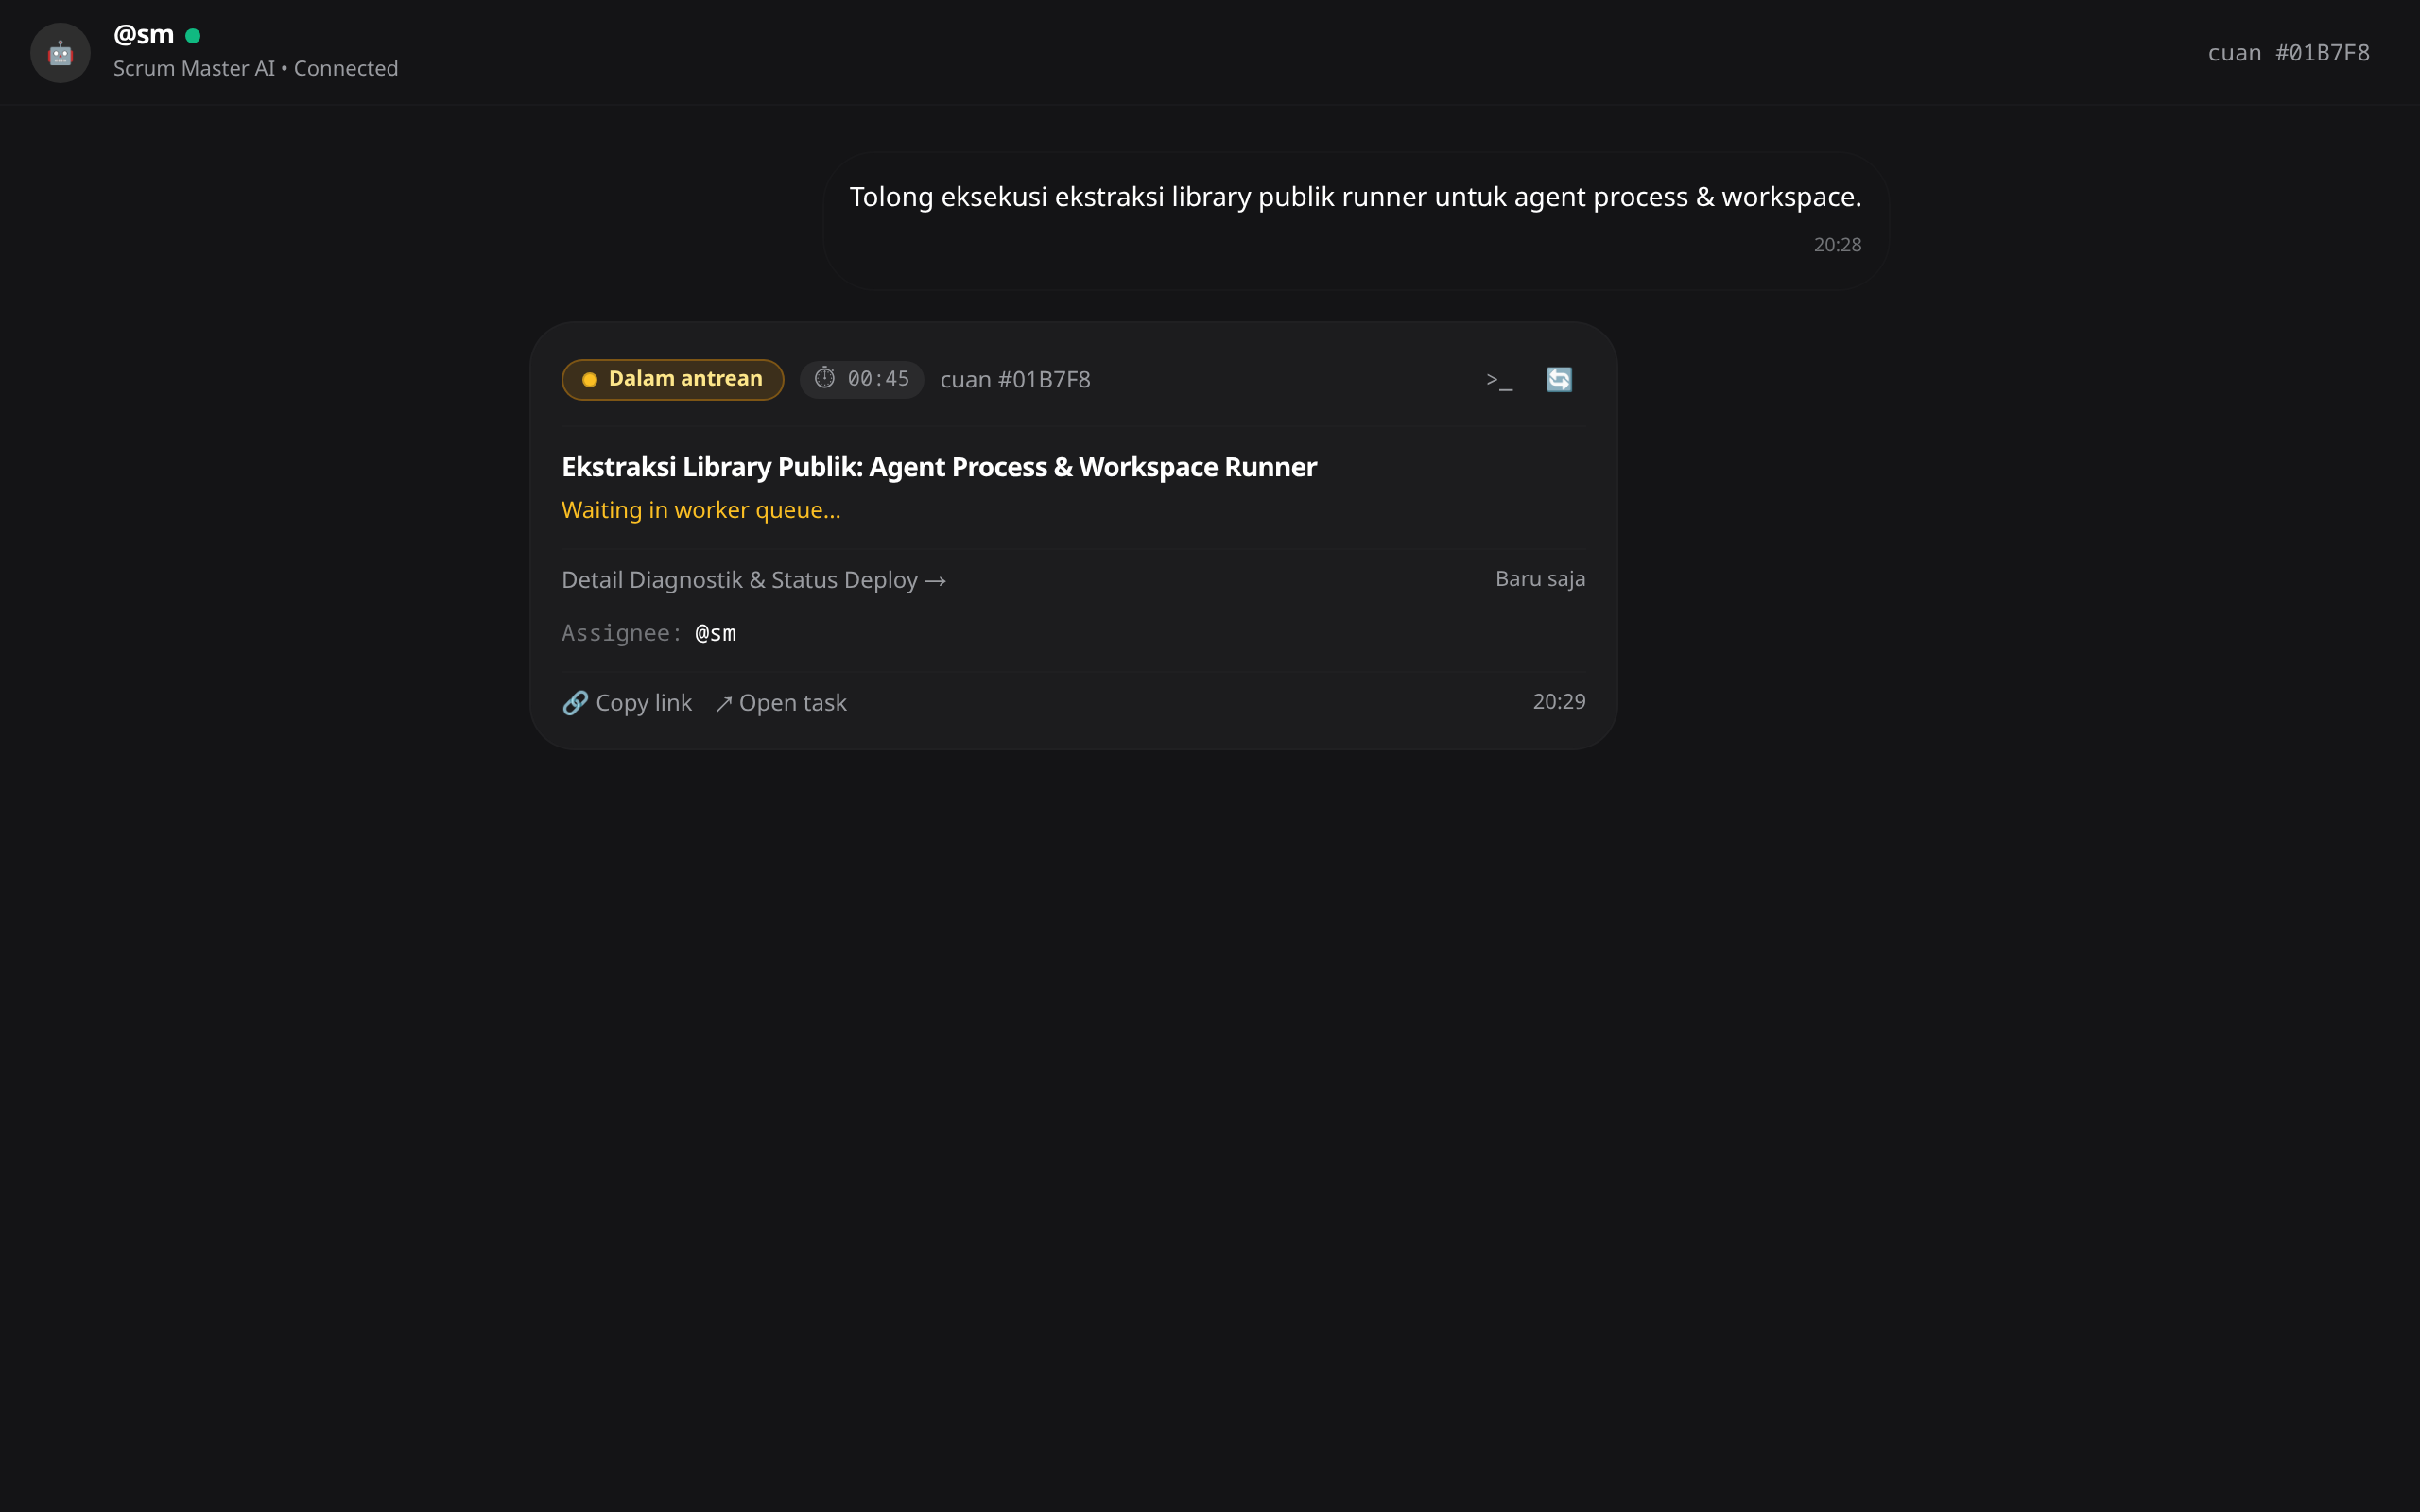 @sm
Scrum Master AI • Connected
cuan #01B7F8
Tolong eksekusi ekstraksi library publik runner untuk agent process & workspace.
20:28
Dalam antrean
⏱ 00:45
cuan #01B7F8
>_
Ekstraksi Library Publik: Agent Process & Workspace Runner
Waiting in worker queue...
Detail Diagnostik & Status Deploy →
Baru saja
Assignee: @sm
🔗 Copy link ↗ Open task
20:29